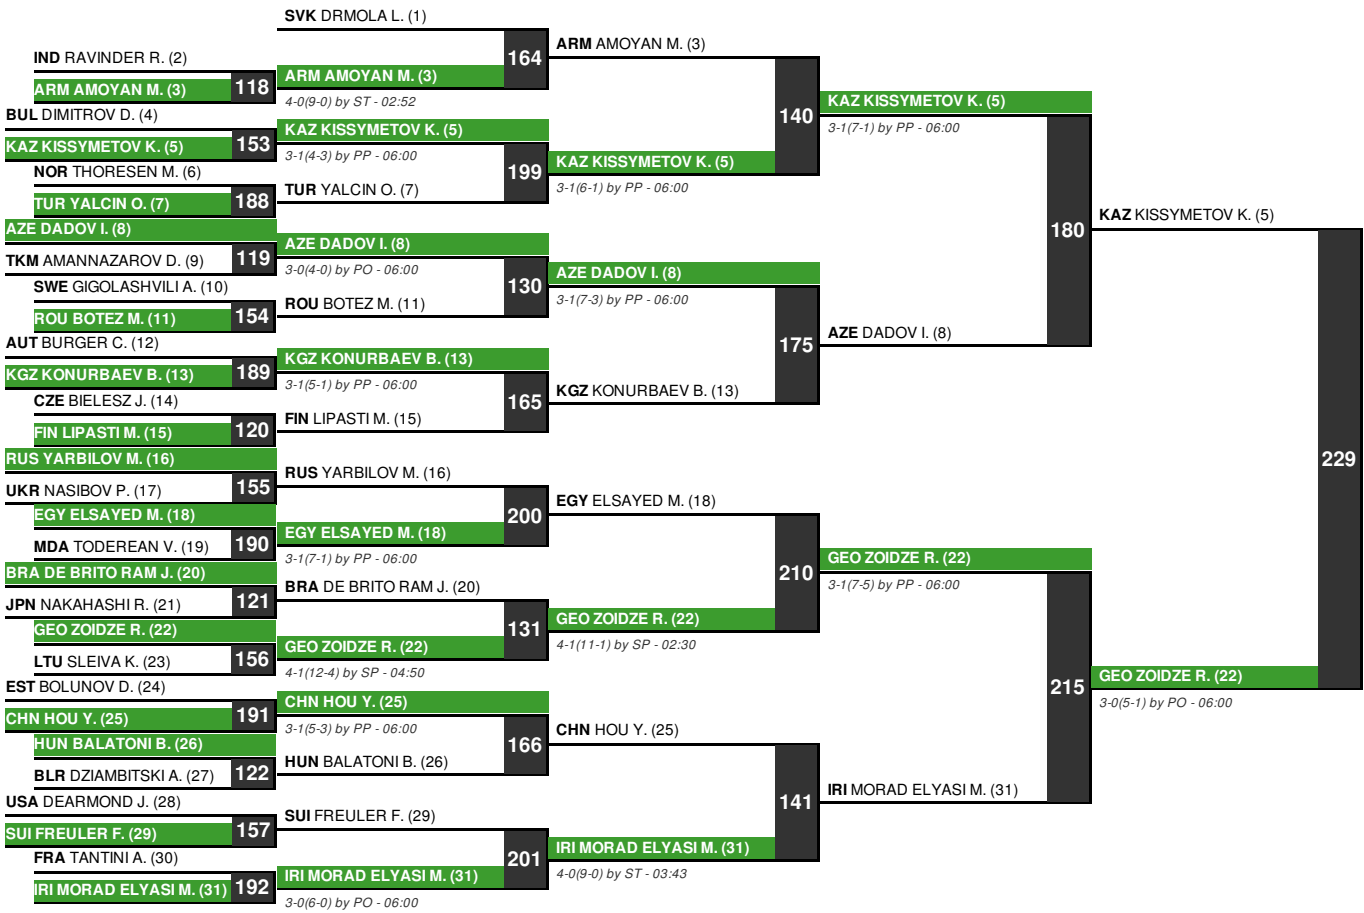 SVK DRMOLA L. (1)
IND RAVINDER R. (2)
ARM AMOYAN M. (3)
118
BUL DIMITROV D. (4)
KAZ KISSYMETOV K. (5)
153
NOR THORESEN M. (6)
TUR YALCIN O. (7)
188
AZE DADOV I. (8)
TKM AMANNAZAROV D. (9)
119
SWE GIGOLASHVILI A. (10)
ROU BOTEZ M. (11)
154
AUT BURGER C. (12)
KGZ KONURBAEV B. (13)
189
CZE BIELESZ J. (14)
FIN LIPASTI M. (15)
120
RUS YARBILOV M. (16)
UKR NASIBOV P. (17)
155
EGY ELSAYED M. (18)
MDA TODEREAN V. (19)
190
BRA DE BRITO RAM J. (20)
JPN NAKAHASHI R. (21)
121
GEO ZOIDZE R. (22)
LTU SLEIVA K. (23)
156
EST BOLUNOV D. (24)
CHN HOU Y. (25)
191
HUN BALATONI B. (26)
BLR DZIAMBITSKI A. (27)
122
USA DEARMOND J. (28)
SUI FREULER F. (29)
157
FRA TANTINI A. (30)
IRI MORAD ELYASI M. (31)
192
ARM AMOYAN M. (3)
4-0(9-0) by ST - 02:52
164
KAZ KISSYMETOV K. (5)
3-1(4-3) by PP - 06:00
TUR YALCIN O. (7)
199
AZE DADOV I. (8)
3-0(4-0) by PO - 06:00
ROU BOTEZ M. (11)
130
KGZ KONURBAEV B. (13)
3-1(5-1) by PP - 06:00
FIN LIPASTI M. (15)
165
RUS YARBILOV M. (16)
EGY ELSAYED M. (18)
3-1(7-1) by PP - 06:00
200
BRA DE BRITO RAM J. (20)
GEO ZOIDZE R. (22)
4-1(12-4) by SP - 04:50
131
CHN HOU Y. (25)
3-1(5-3) by PP - 06:00
HUN BALATONI B. (26)
166
SUI FREULER F. (29)
IRI MORAD ELYASI M. (31)
3-0(6-0) by PO - 06:00
201
ARM AMOYAN M. (3)
KAZ KISSYMETOV K. (5)
3-1(6-1) by PP - 06:00
140
AZE DADOV I. (8)
3-1(7-3) by PP - 06:00
KGZ KONURBAEV B. (13)
175
EGY ELSAYED M. (18)
GEO ZOIDZE R. (22)
4-1(11-1) by SP - 02:30
210
CHN HOU Y. (25)
IRI MORAD ELYASI M. (31)
4-0(9-0) by ST - 03:43
141
KAZ KISSYMETOV K. (5)
3-1(7-1) by PP - 06:00
AZE DADOV I. (8)
180
GEO ZOIDZE R. (22)
3-1(7-5) by PP - 06:00
IRI MORAD ELYASI M. (31)
215
KAZ KISSYMETOV K. (5)
GEO ZOIDZE R. (22)
3-0(5-1) by PO - 06:00
229